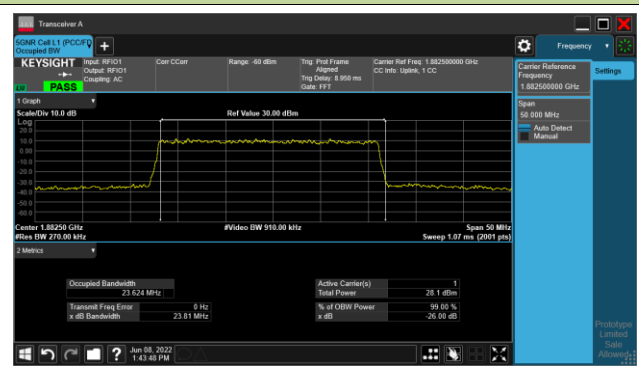 Transceiver A
5GNR Cell L1 (PCC/F)
Occupied BW
Frequency
KEYSIGHT
LXI
PASS
Input: RFIO1
Output: RFIO1
Coupling: AC
Corr CCorr
Range: -60 dBm
Trig: Prot Frame
Aligned
Trig Delay: 8.950 ms
Gate: FFT
Carrier Ref Freq: 1.882500000 GHz
CC Info: Uplink, 1 CC
Carrier Reference
Frequency
1.882500000 GHz
Settings
Span
50.000 MHz
Auto Detect
Manual
1 Graph
Scale/Div 10.0 dB
Ref Value 30.00 dBm
Log
20.0
10.0
0.00
-10.0
-20.0
-30.0
-40.0
-50.0
-60.0
Center 1.88250 GHz
#Video BW 910.00 kHz
Span 50 MHz
#Res BW 270.00 kHz
Sweep 1.07 ms (2001 pts)
2 Metrics
Occupied Bandwidth
23.624 MHz
Active Carrier(s) 1
Total Power 28.1 dBm
Transmit Freq Error 0 Hz
x dB Bandwidth 23.81 MHz
% of OBW Power 99.00 %
x dB -26.00 dB
Prototype
Limited
Sale
Allowed
Jun 08, 2022
1:43:48 PM